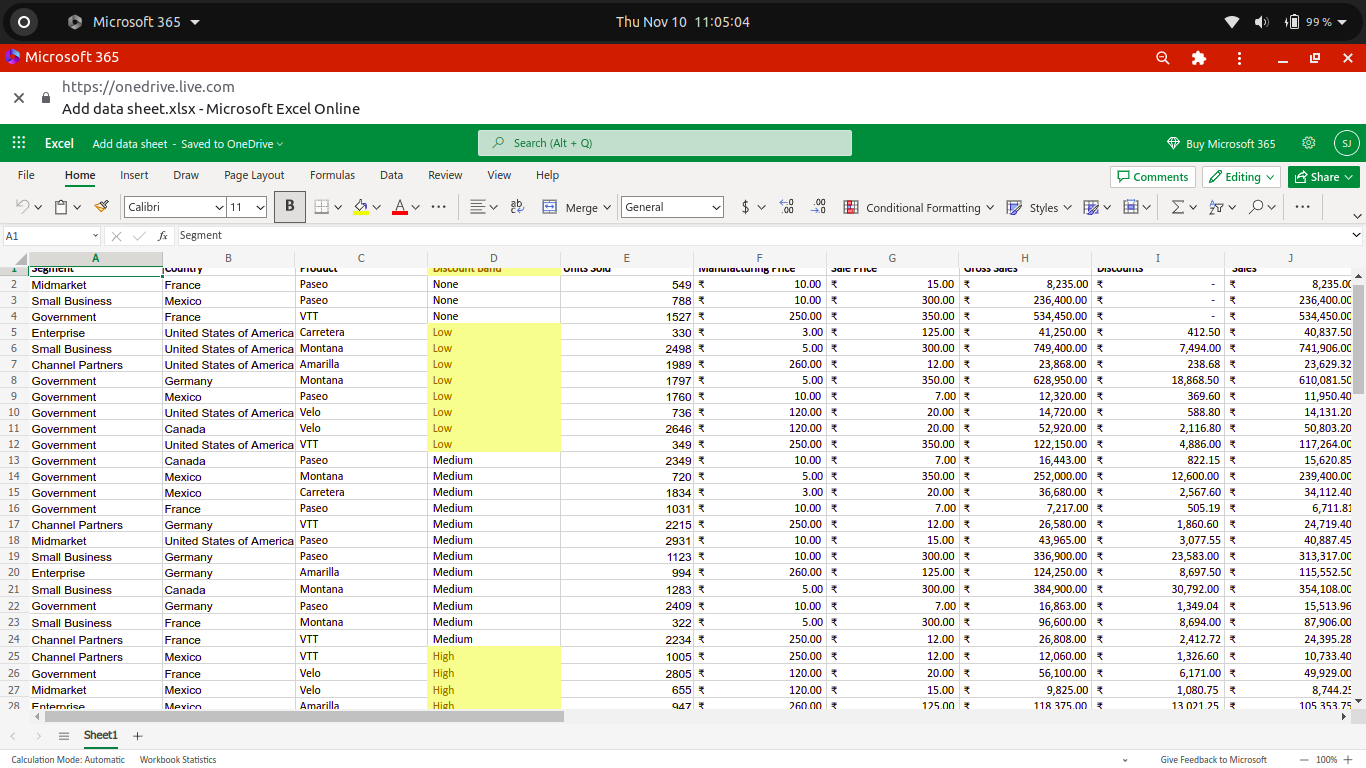 Microsoft 365
Thu Nov 10 11:05:04
99 %
Microsoft 365
https://onedrive.live.com
Add data sheet.xlsx - Microsoft Excel Online
Excel Add data sheet - Saved to OneDrive Search (Alt + Q) Buy Microsoft 365 SJ
File Home Insert Draw Page Layout Formulas Data Review View Help Comments Editing Share
Calibri 11 B A Merge General $ .00 .00 Conditional Formatting Styles
A1 fx Segment
A B C D E F G H I J
1 Segment Country Product Discount Band Units Sold Manufacturing Price Sale Price Gross Sales Discounts Sales
2 Midmarket France Paseo None 549 ₹ 10.00 ₹ 15.00 ₹ 8,235.00 ₹ - ₹ 8,235.00
3 Small Business Mexico Paseo None 788 ₹ 10.00 ₹ 300.00 ₹ 236,400.00 ₹ - ₹ 236,400.00
4 Government France VTT None 1527 ₹ 250.00 ₹ 350.00 ₹ 534,450.00 ₹ - ₹ 534,450.00
5 Enterprise United States of America Carretera Low 330 ₹ 3.00 ₹ 125.00 ₹ 41,250.00 ₹ 412.50 ₹ 40,837.50
6 Small Business United States of America Montana Low 2498 ₹ 5.00 ₹ 300.00 ₹ 749,400.00 ₹ 7,494.00 ₹ 741,906.00
7 Channel Partners United States of America Amarilla Low 1989 ₹ 260.00 ₹ 12.00 ₹ 23,868.00 ₹ 238.68 ₹ 23,629.32
8 Government Germany Montana Low 1797 ₹ 5.00 ₹ 350.00 ₹ 628,950.00 ₹ 18,868.50 ₹ 610,081.50
9 Government Mexico Paseo Low 1760 ₹ 10.00 ₹ 7.00 ₹ 12,320.00 ₹ 369.60 ₹ 11,950.40
10 Government United States of America Velo Low 736 ₹ 120.00 ₹ 20.00 ₹ 14,720.00 ₹ 588.80 ₹ 14,131.20
11 Government Canada Velo Low 2646 ₹ 120.00 ₹ 20.00 ₹ 52,920.00 ₹ 2,116.80 ₹ 50,803.20
12 Government United States of America VTT Low 349 ₹ 250.00 ₹ 350.00 ₹ 122,150.00 ₹ 4,886.00 ₹ 117,264.00
13 Government Canada Paseo Medium 2349 ₹ 10.00 ₹ 7.00 ₹ 16,443.00 ₹ 822.15 ₹ 15,620.85
14 Government Mexico Montana Medium 720 ₹ 5.00 ₹ 350.00 ₹ 252,000.00 ₹ 12,600.00 ₹ 239,400.00
15 Government Mexico Carretera Medium 1834 ₹ 3.00 ₹ 20.00 ₹ 36,680.00 ₹ 2,567.60 ₹ 34,112.40
16 Government France Paseo Medium 1031 ₹ 10.00 ₹ 7.00 ₹ 7,217.00 ₹ 505.19 ₹ 6,711.81
17 Channel Partners Germany VTT Medium 2215 ₹ 250.00 ₹ 12.00 ₹ 26,580.00 ₹ 1,860.60 ₹ 24,719.40
18 Midmarket United States of America Paseo Medium 2931 ₹ 10.00 ₹ 15.00 ₹ 43,965.00 ₹ 3,077.55 ₹ 40,887.45
19 Small Business Germany Paseo Medium 1123 ₹ 10.00 ₹ 300.00 ₹ 336,900.00 ₹ 23,583.00 ₹ 313,317.00
20 Enterprise Germany Amarilla Medium 994 ₹ 260.00 ₹ 125.00 ₹ 124,250.00 ₹ 8,697.50 ₹ 115,552.50
21 Small Business Canada Montana Medium 1283 ₹ 5.00 ₹ 300.00 ₹ 384,900.00 ₹ 30,792.00 ₹ 354,108.00
22 Government Germany Paseo Medium 2409 ₹ 10.00 ₹ 7.00 ₹ 16,863.00 ₹ 1,349.04 ₹ 15,513.96
23 Small Business France Montana Medium 322 ₹ 5.00 ₹ 300.00 ₹ 96,600.00 ₹ 8,694.00 ₹ 87,906.00
24 Channel Partners France VTT Medium 2234 ₹ 250.00 ₹ 12.00 ₹ 26,808.00 ₹ 2,412.72 ₹ 24,395.28
25 Channel Partners Mexico VTT High 1005 ₹ 250.00 ₹ 12.00 ₹ 12,060.00 ₹ 1,326.60 ₹ 10,733.40
26 Government France Velo High 2805 ₹ 120.00 ₹ 20.00 ₹ 56,100.00 ₹ 6,171.00 ₹ 49,929.00
27 Midmarket Mexico Velo High 655 ₹ 120.00 ₹ 15.00 ₹ 9,825.00 ₹ 1,080.75 ₹ 8,744.25
28 Enterprise Mexico Amarilla High 947 ₹ 260.00 ₹ 125.00 ₹ 118,375.00 ₹ 13,021.25 ₹ 105,353.75
Sheet1
Calculation Mode: Automatic Workbook Statistics Give Feedback to Microsoft 100%